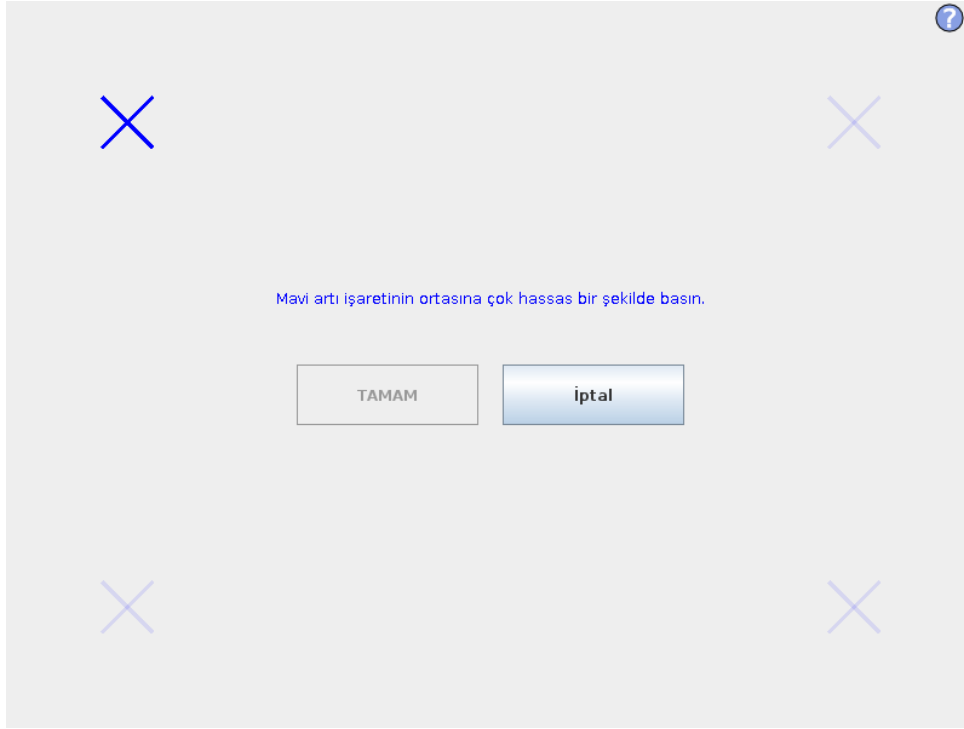 ?
Mavi artı işaretinin ortasına çok hassas bir şekilde basın.
TAMAM
İptal